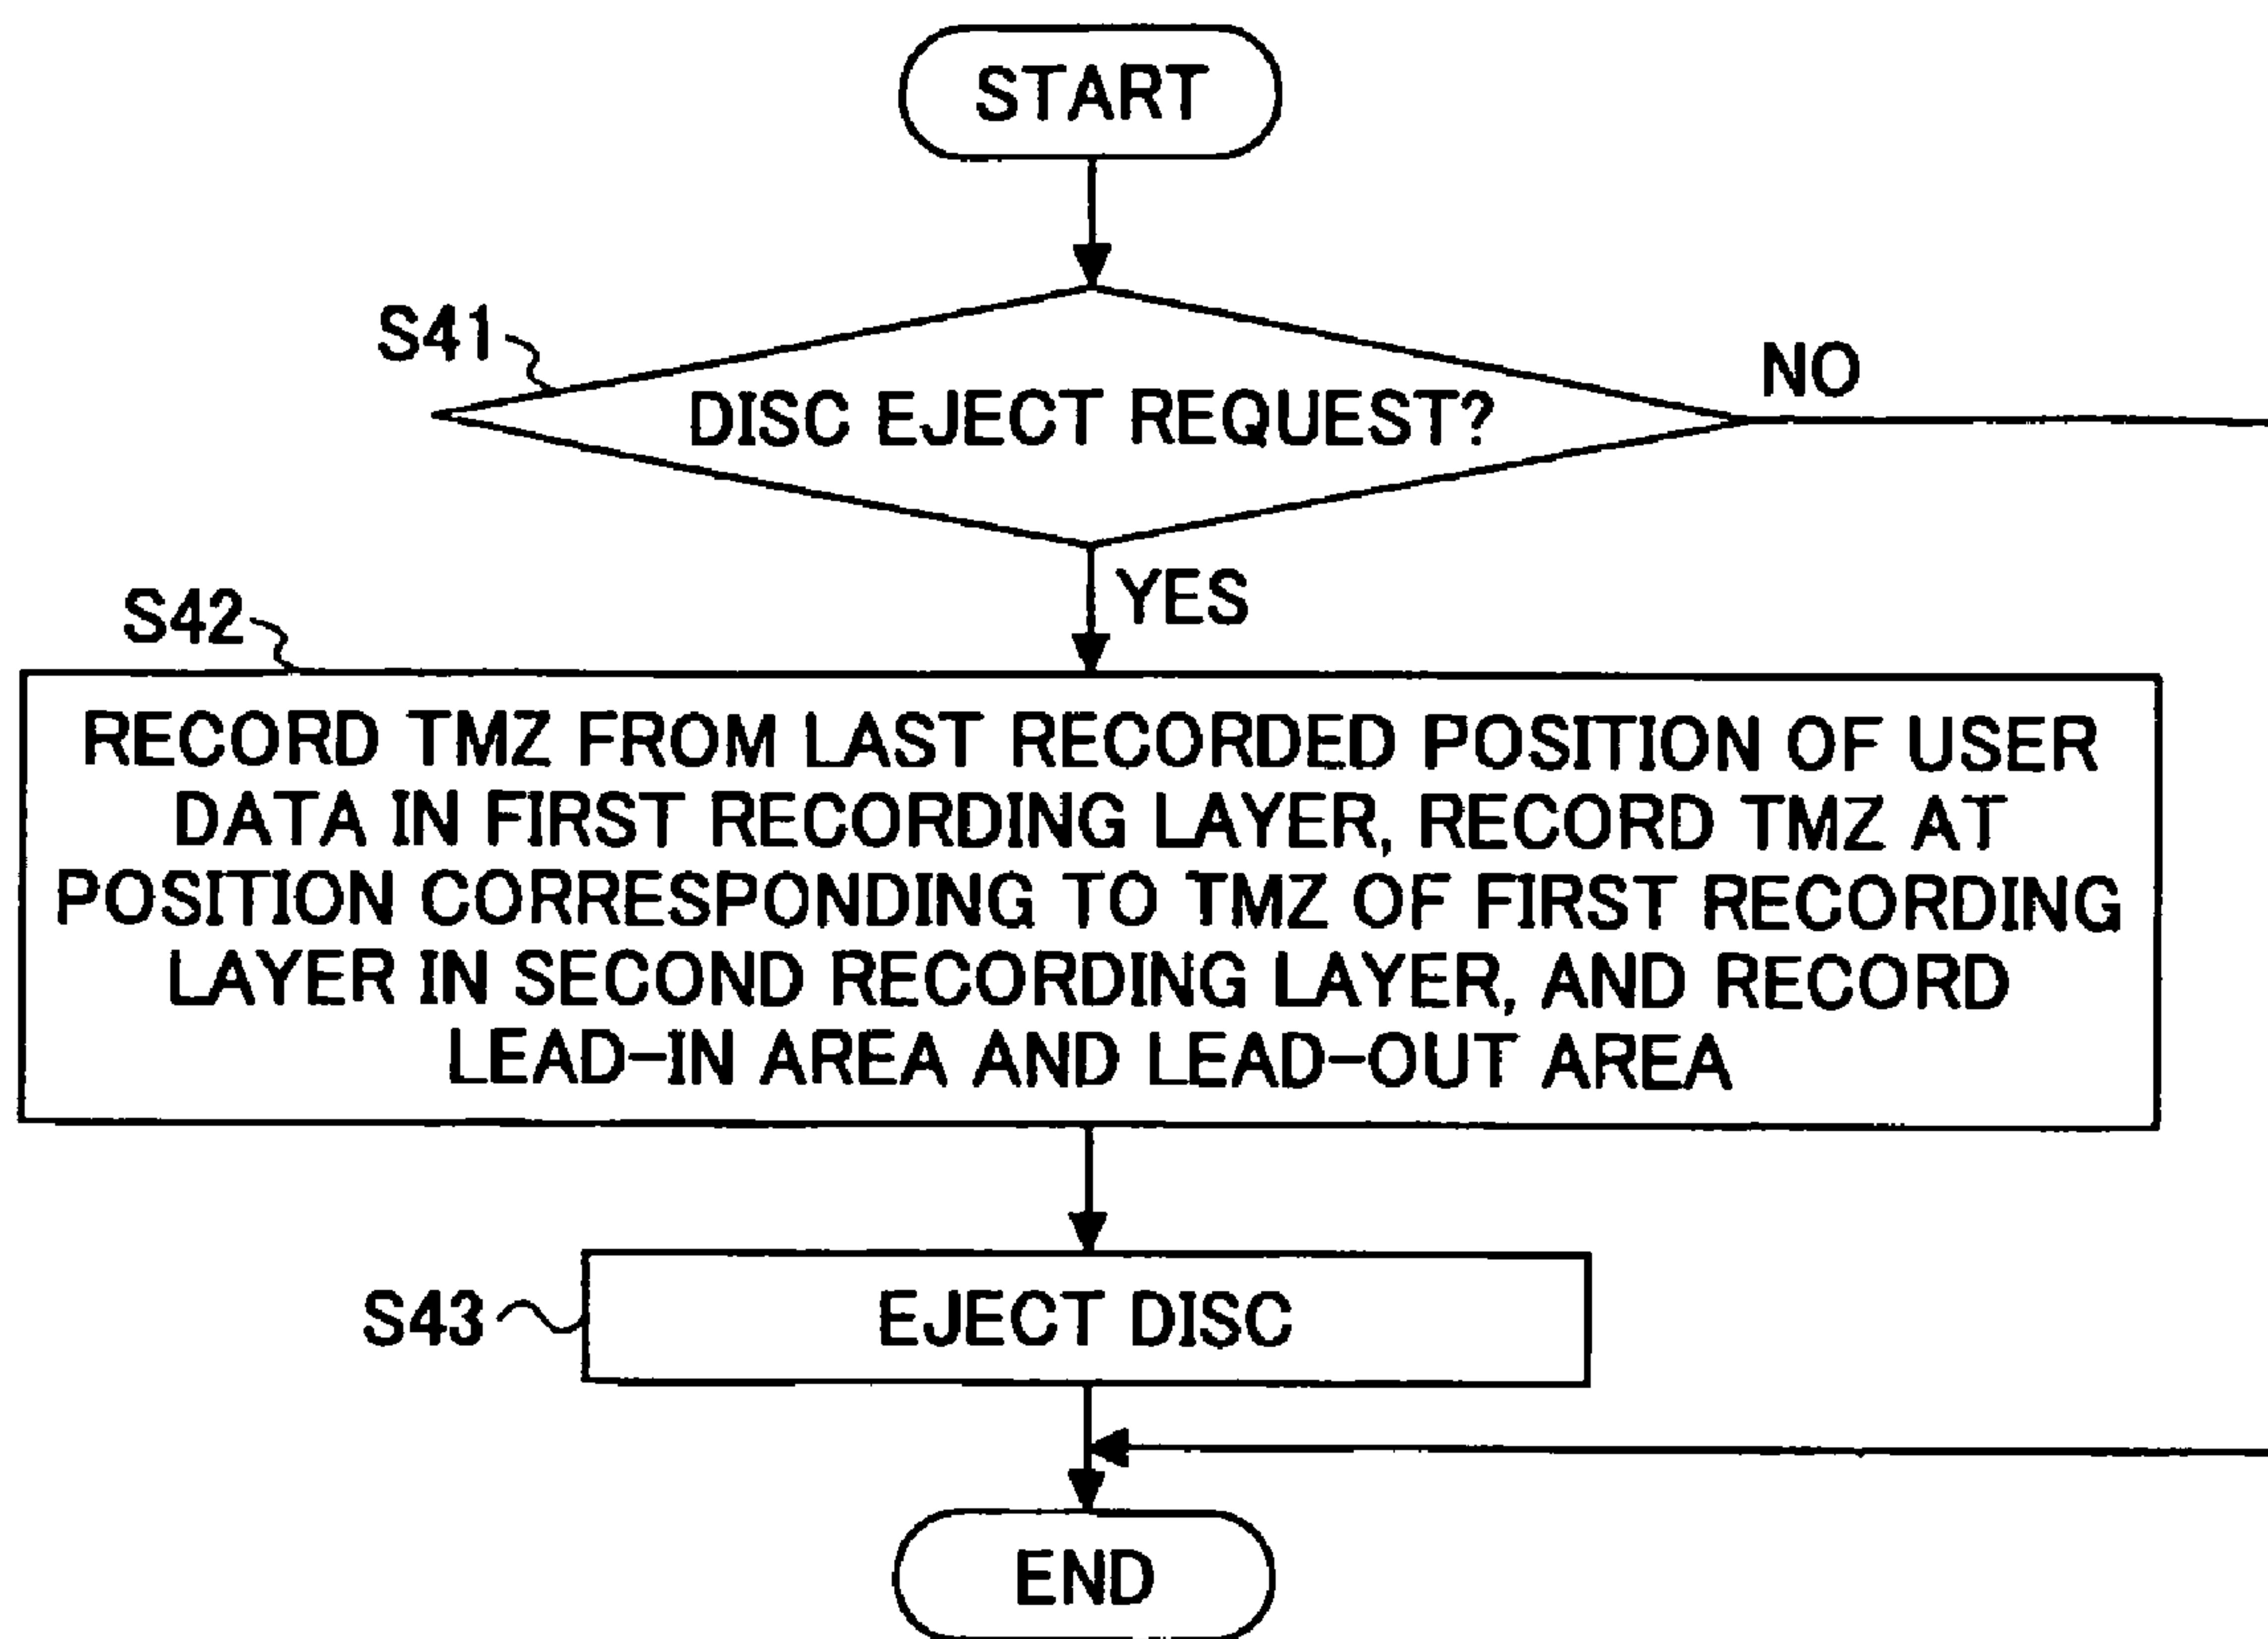 START
S41
DISC EJECT REQUEST?
NO
YES
S42
RECORD TMZ FROM LAST RECORDED POSITION OF USER
DATA IN FIRST RECORDING LAYER, RECORD TMZ AT
POSITION CORRESPONDING TO TMZ OF FIRST RECORDING
LAYER IN SECOND RECORDING LAYER, AND RECORD
LEAD-IN AREA AND LEAD-OUT AREA
S43
EJECT DISC
END